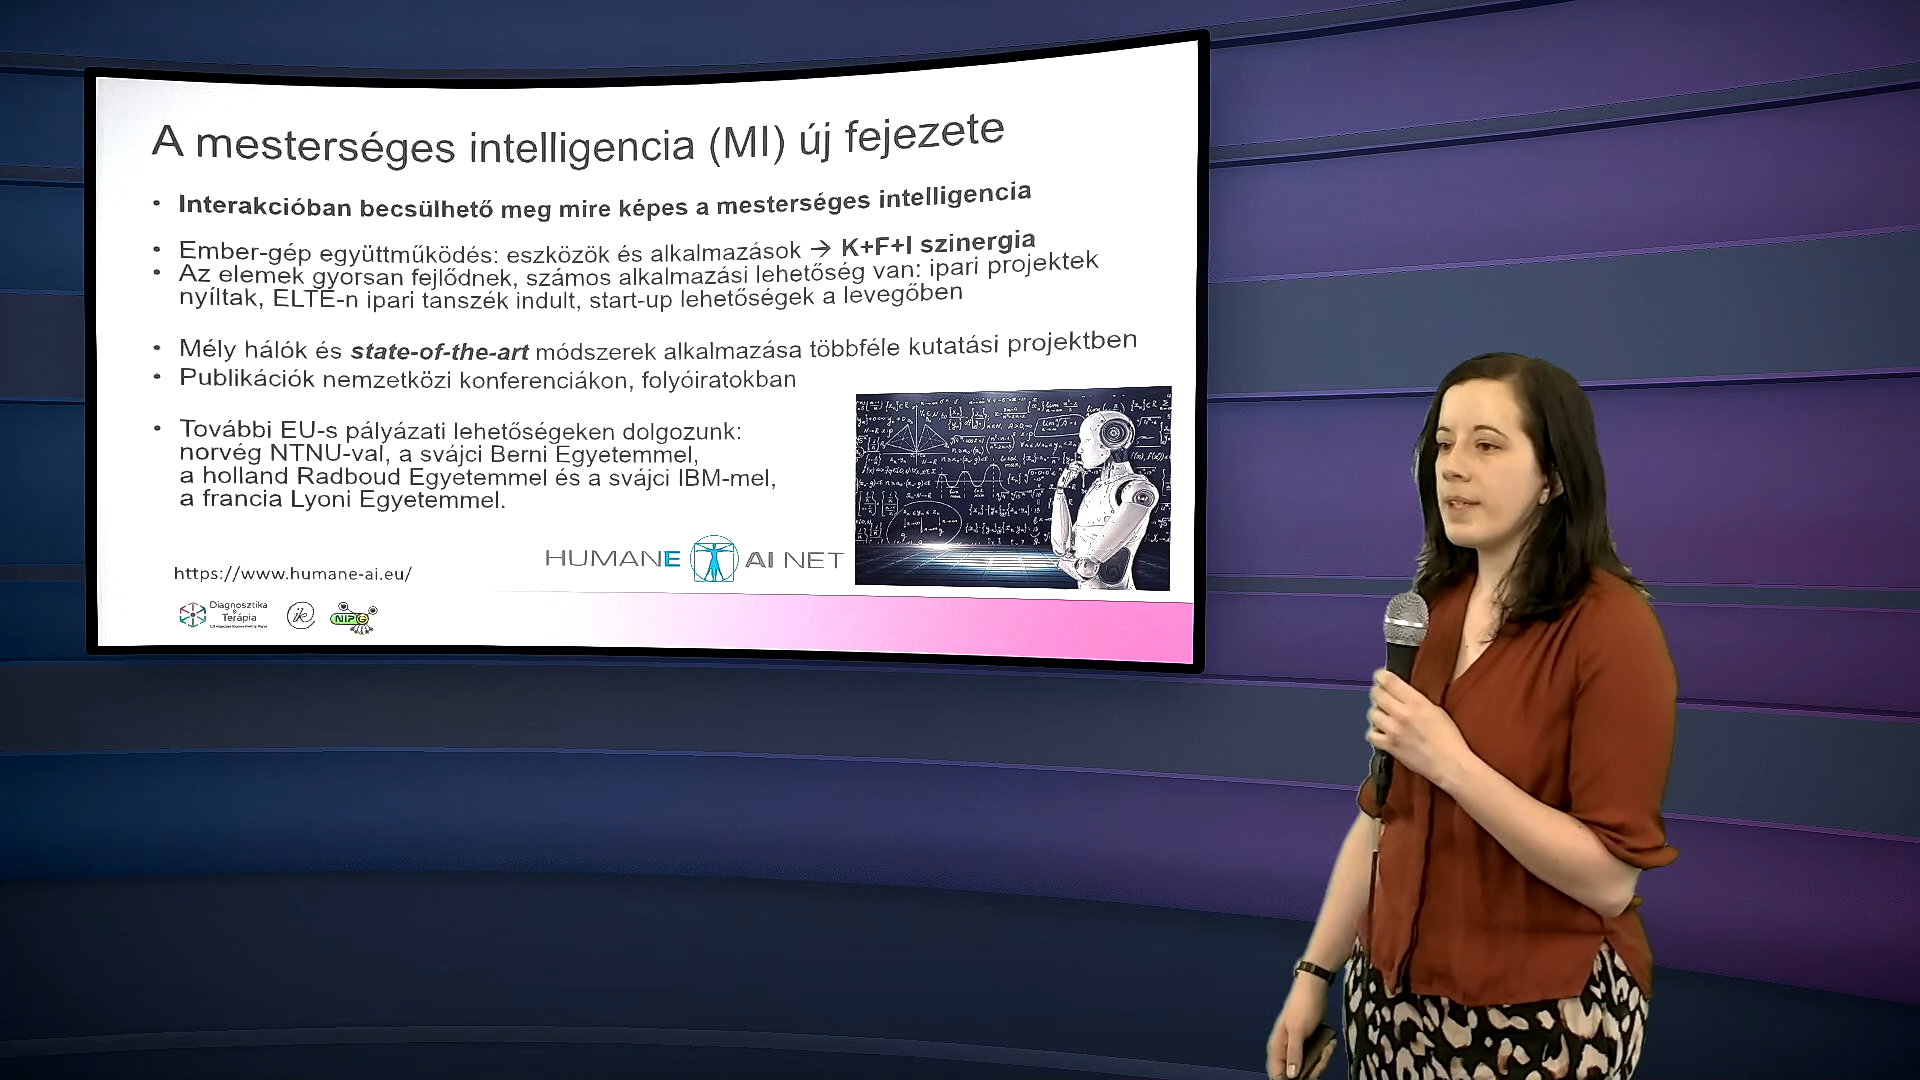 A mesterséges intelligencia (MI) új fejezete
• Interakcióban becsülhető meg mire képes a mesterséges intelligencia
• Ember-gép együttműködés: eszközök és alkalmazások → K+F+I szinergia
• Az elemek gyorsan fejlődnek, számos alkalmazási lehetőség van: ipari projektek
nyíltak, ELTE-n ipari tanszék indult, start-up lehetőségek a levegőben
• Mély hálók és state-of-the-art módszerek alkalmazása többféle kutatási projektben
• Publikációk nemzetközi konferenciákon, folyóiratokban
• További EU-s pályázati lehetőségeken dolgozunk:
norvég NTNU-val, a svájci Berni Egyetemmel,
a holland Radboud Egyetemmel és a svájci IBM-mel,
a francia Lyoni Egyetemmel.
HUMANE AI NET
https://www.humane-ai.eu/
Diagnosztika
&
Terápia
ik
NIPG